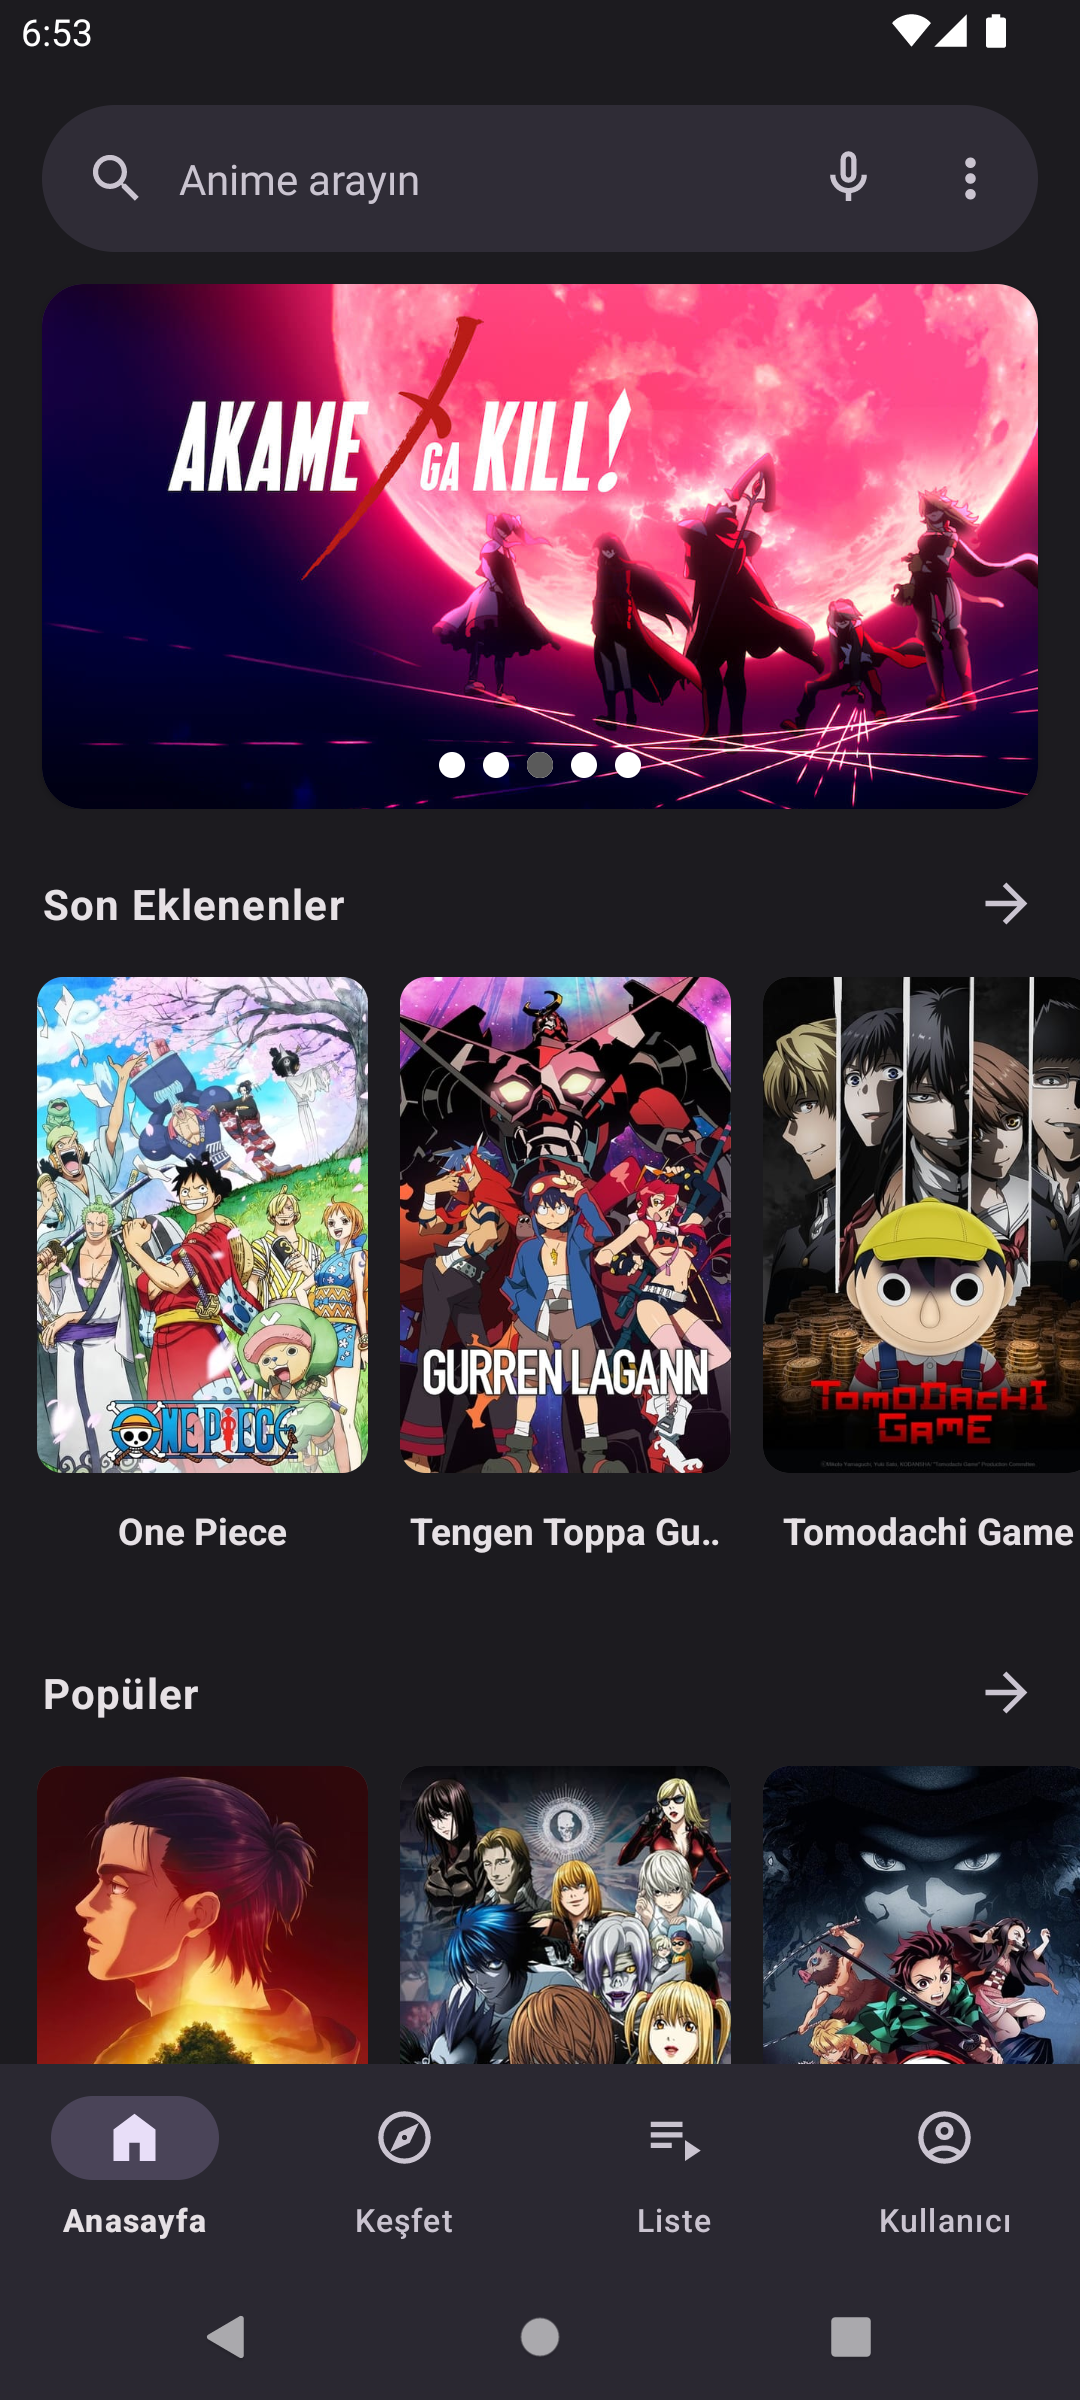 6:53
Anime arayın
AKAME GA KILL!
Son Eklenenler
ONE PIECE
GURREN LAGANN
TOMODACHI
GAME
One Piece
Tengen Toppa Gu..
Tomodachi Game
Popüler
Anasayfa
Keşfet
Liste
Kullanıcı